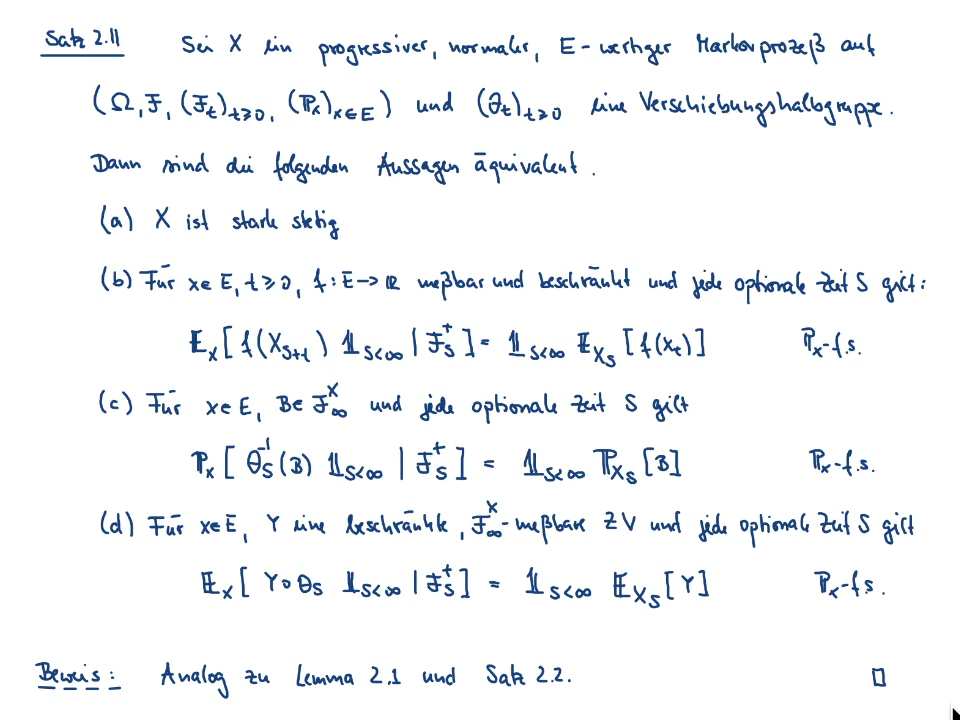 Satz 2.11 Sei X ein progressiver, normaler, E-wertiger Markovprozeß auf
(Ω, F, (F_t)_{t≥0}, (P_x)_{x∈E}) und (θ_t)_{t≥0} eine Verschiebungshalbgruppe.
Dann sind die folgenden Aussagen äquivalent.
(a) X ist stark stetig
(b) Für x∈E, t≥0, f: E→ℝ meßbar und beschränkt und jede optionale Zeit S gilt:
𝔼_x[f(X_{S+t}) 𝟙_{S<∞} | F_S^+] = 𝟙_{S<∞} 𝔼_{X_S}[f(X_t)] ℙ_x-f.s.
(c) Für x∈E, B∈F_∞^X und jede optionale Zeit S gilt
ℙ_x[θ_S^{-1}(B) 𝟙_{S<∞} | F_S^+] = 𝟙_{S<∞} ℙ_{X_S}[B] ℙ_x-f.s.
(d) Für x∈E, Y eine beschränkte, F_∞^X-meßbare ZV und jede optionale Zeit S gilt
𝔼_x[Y∘θ_S 𝟙_{S<∞} | F_S^+] = 𝟙_{S<∞} 𝔼_{X_S}[Y] ℙ_x-f.s.
Beweis: Analog zu Lemma 2.1 und Satz 2.2. □